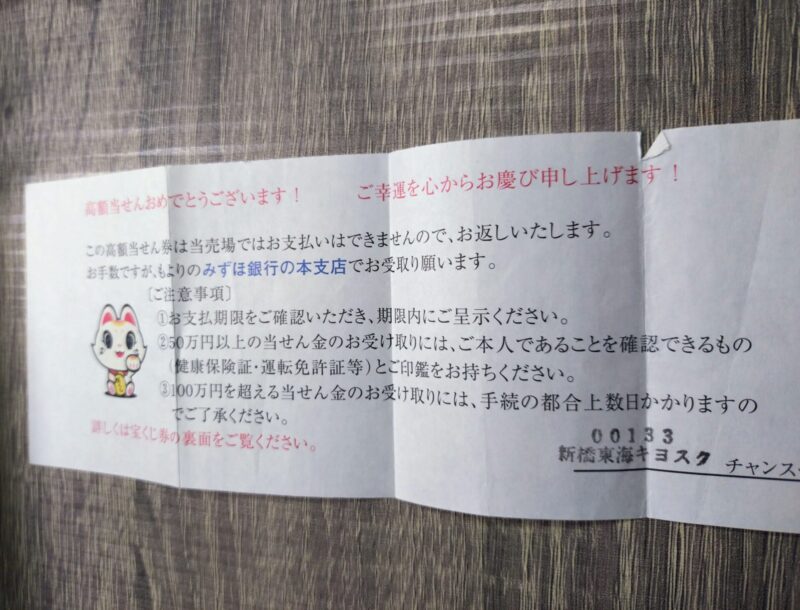 高額当せんおめでとうございます！ ご幸運を心からお慶び申し上げます！
この高額当せん券は当売場ではお支払いはできませんので、お返しいたします。
お手数ですが、もよりのみずほ銀行の本支店でお受取り願います。
〔ご注意事項〕
①お支払期限をご確認いただき、期限内にご呈示ください。
②50万円以上の当せん金のお受け取りには、ご本人であることを確認できるもの
（健康保険証・運転免許証等）とご印鑑をお持ちください。
③100万円を超える当せん金のお受け取りには、手続の都合上数日かかりますの
でご了承ください。
詳しくは宝くじ券の裏面をご覧ください。
00133
新橋東海キヨスク チャンス